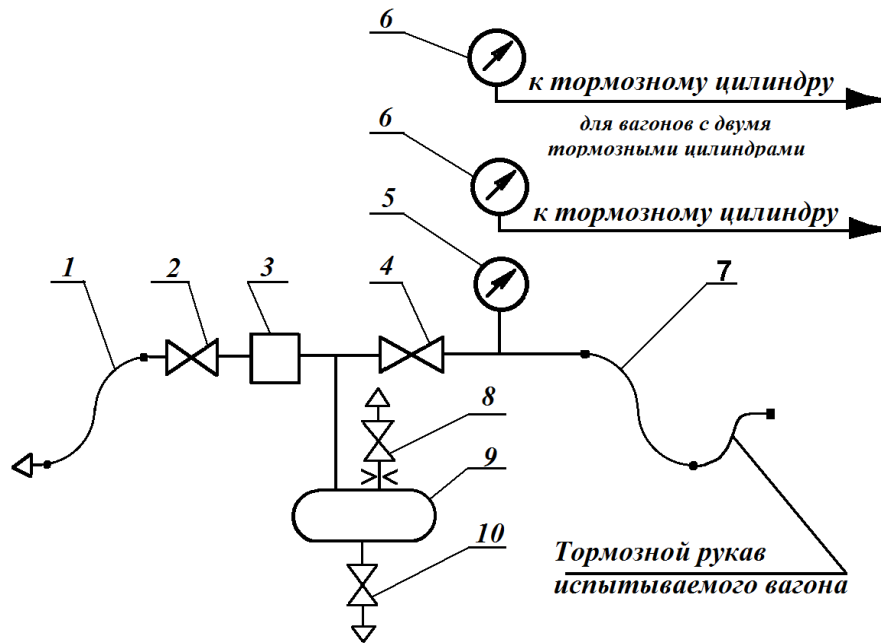 6
к тормозному цилиндру
для вагонов с двумя
тормозными цилиндрами
6
к тормозному цилиндру
5
1
2
3
4
7
8
9
10
Тормозной рукав
испытываемого вагона